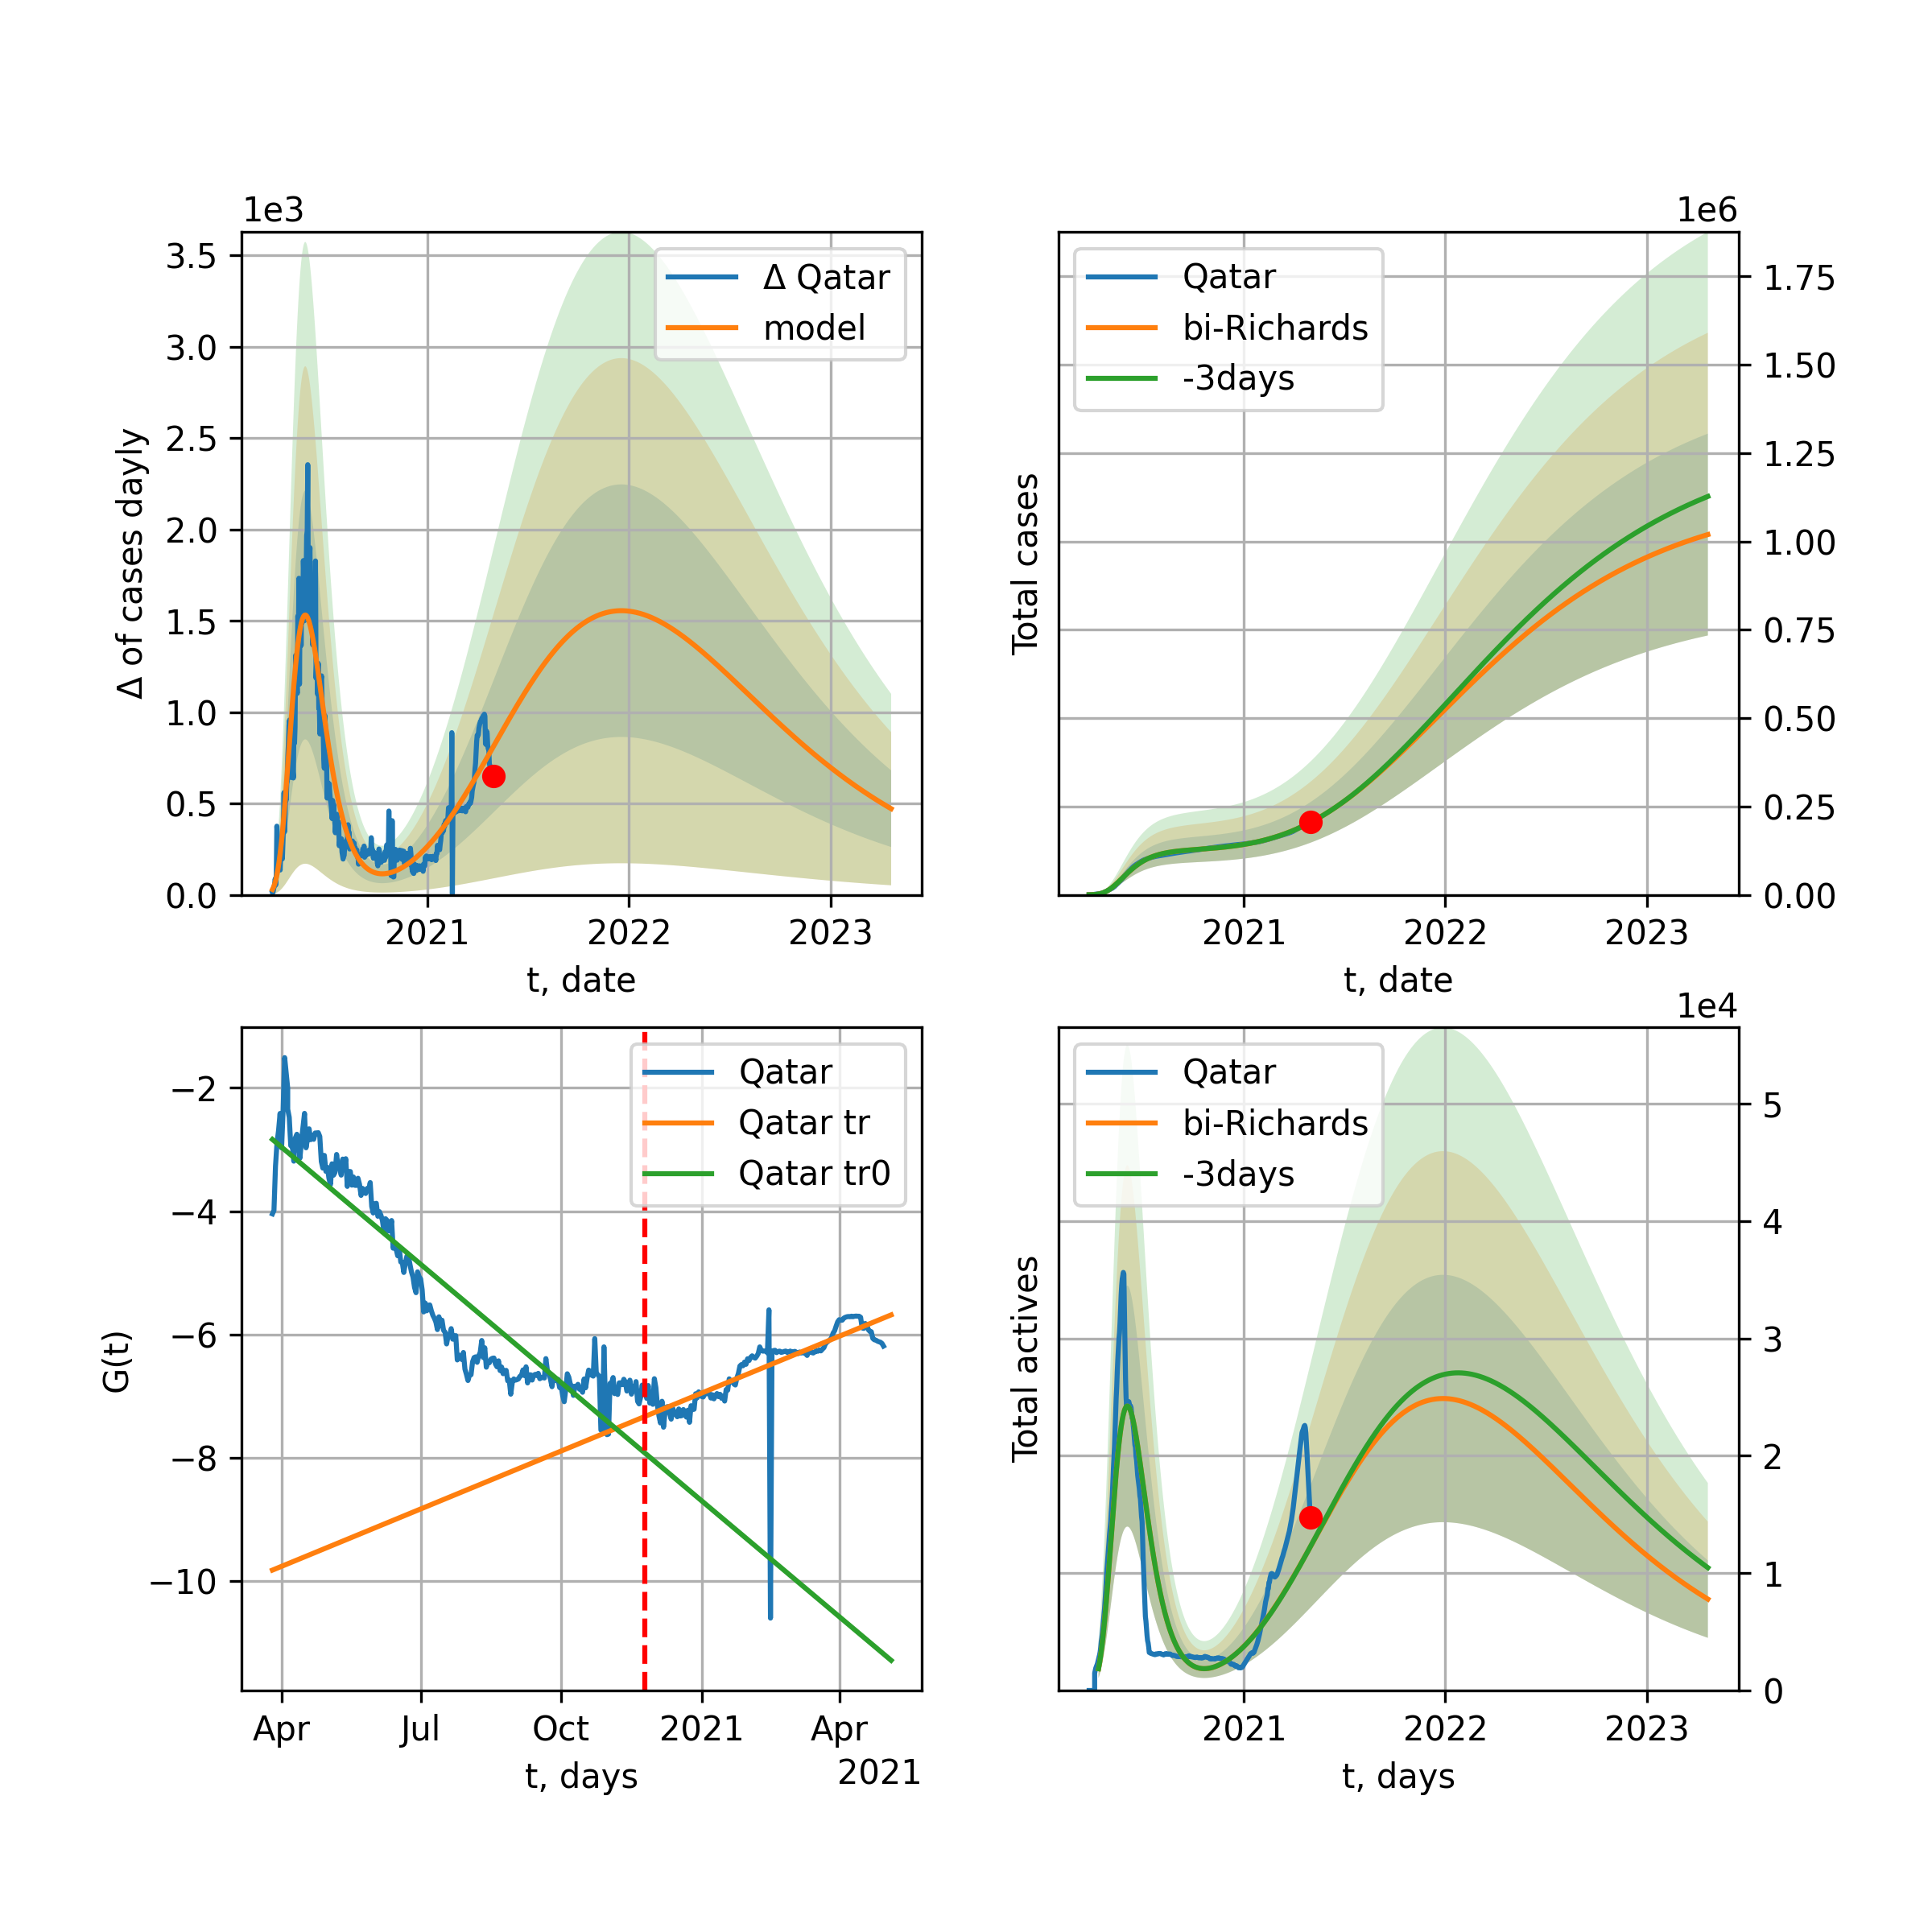 1e3
3.5
3.0
2.5
2.0
1.5
1.0
0.5
0.0
Δ of cases dayly
Δ Qatar
model
2021 2022 2023
t, date
1e6
1.75
1.50
1.25
1.00
0.75
0.50
0.25
0.00
Total cases
Qatar
bi-Richards
-3days
2021 2022 2023
t, date
−2
−4
−6
−8
−10
G(t)
Qatar
Qatar tr
Qatar tr0
Apr Jul Oct 2021 Apr
2021
t, days
1e4
5
4
3
2
1
0
Total actives
Qatar
bi-Richards
-3days
2021 2022 2023
t, days